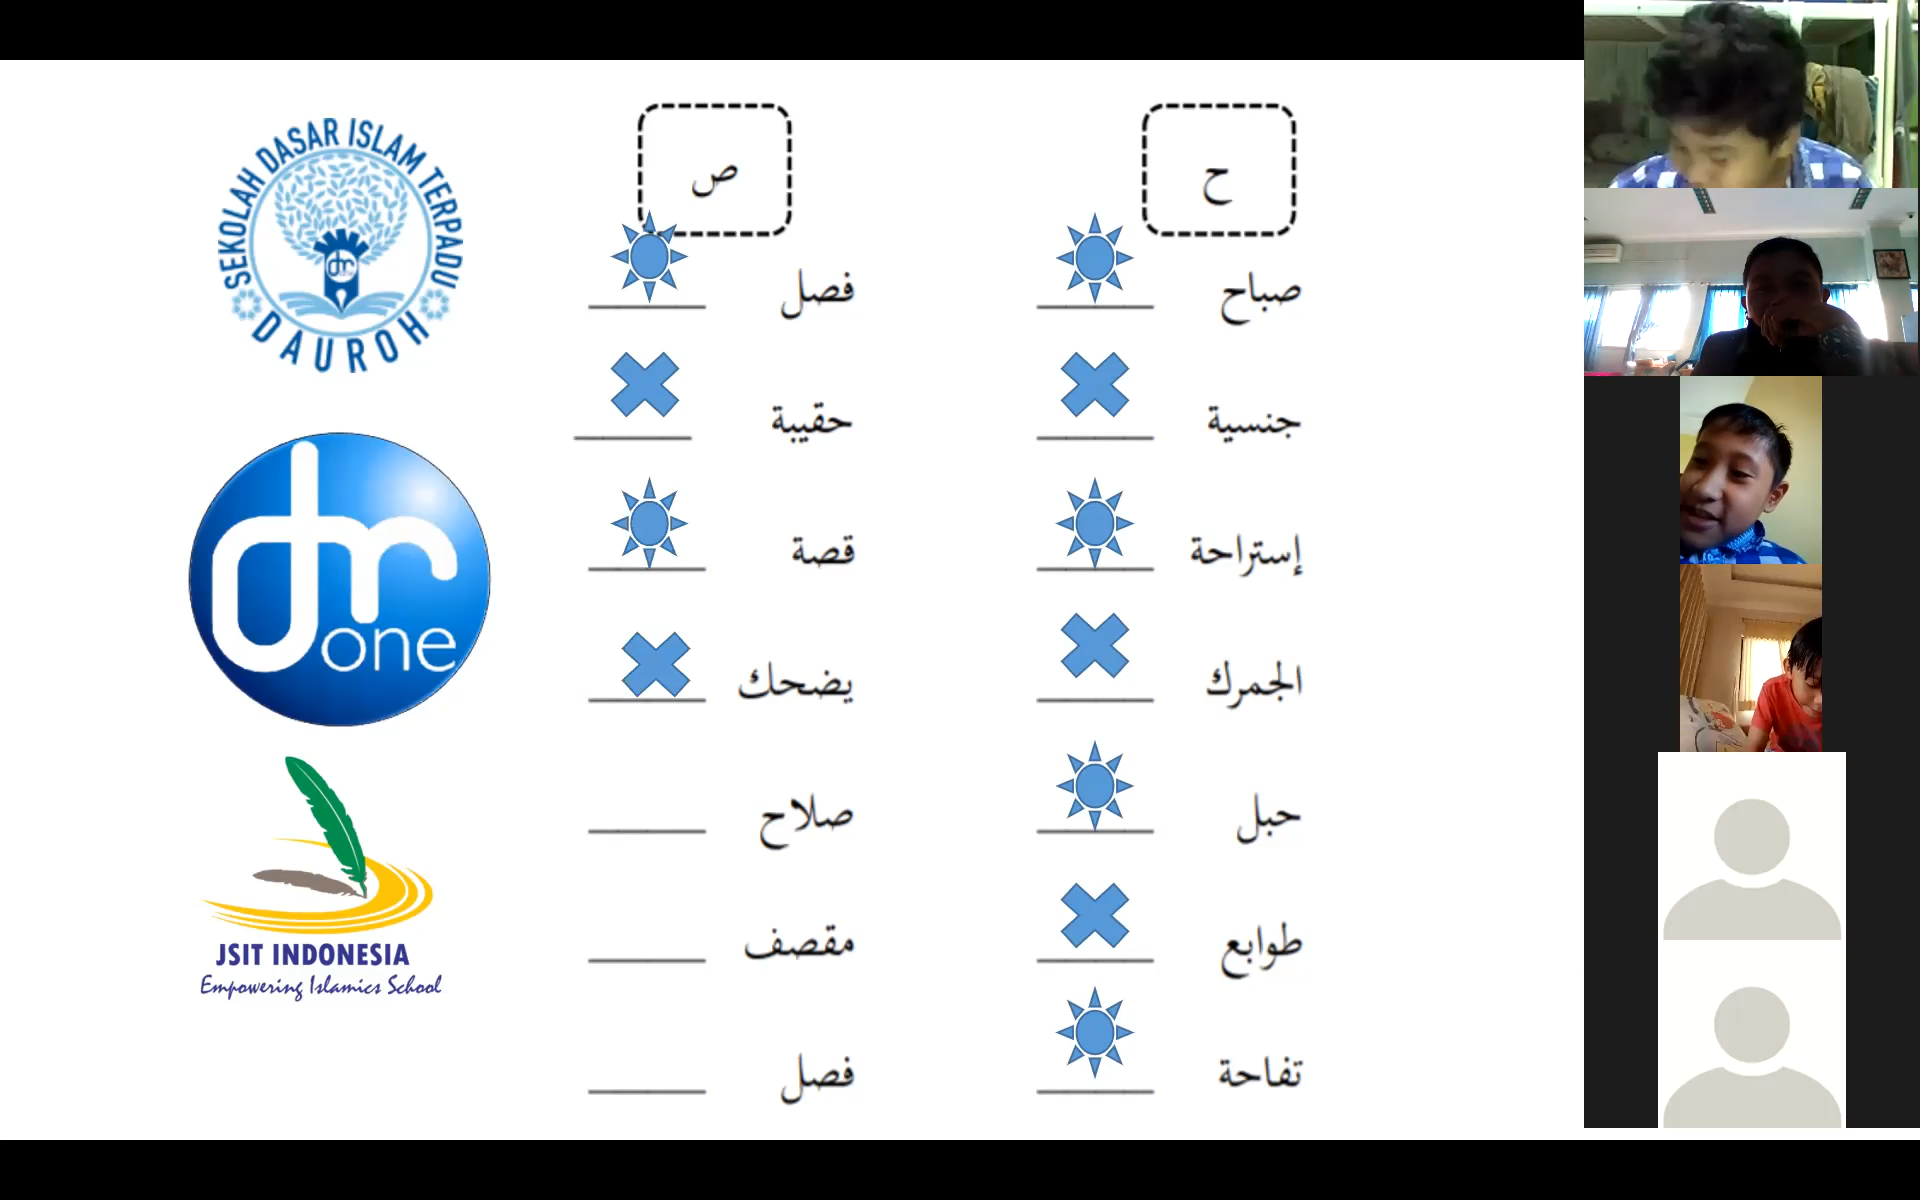 SEKOLAH DASAR ISLAM TERPADU
DAUROH
dr
one
JSIT INDONESIA
Empowering Islamics School
ح
صباح
جنسية
إستراحة
الجمرك
حبل
طوابع
تفاحة
ص
فصل
حقيبة
قصة
يضحك
صلاح
مقصف
فصل